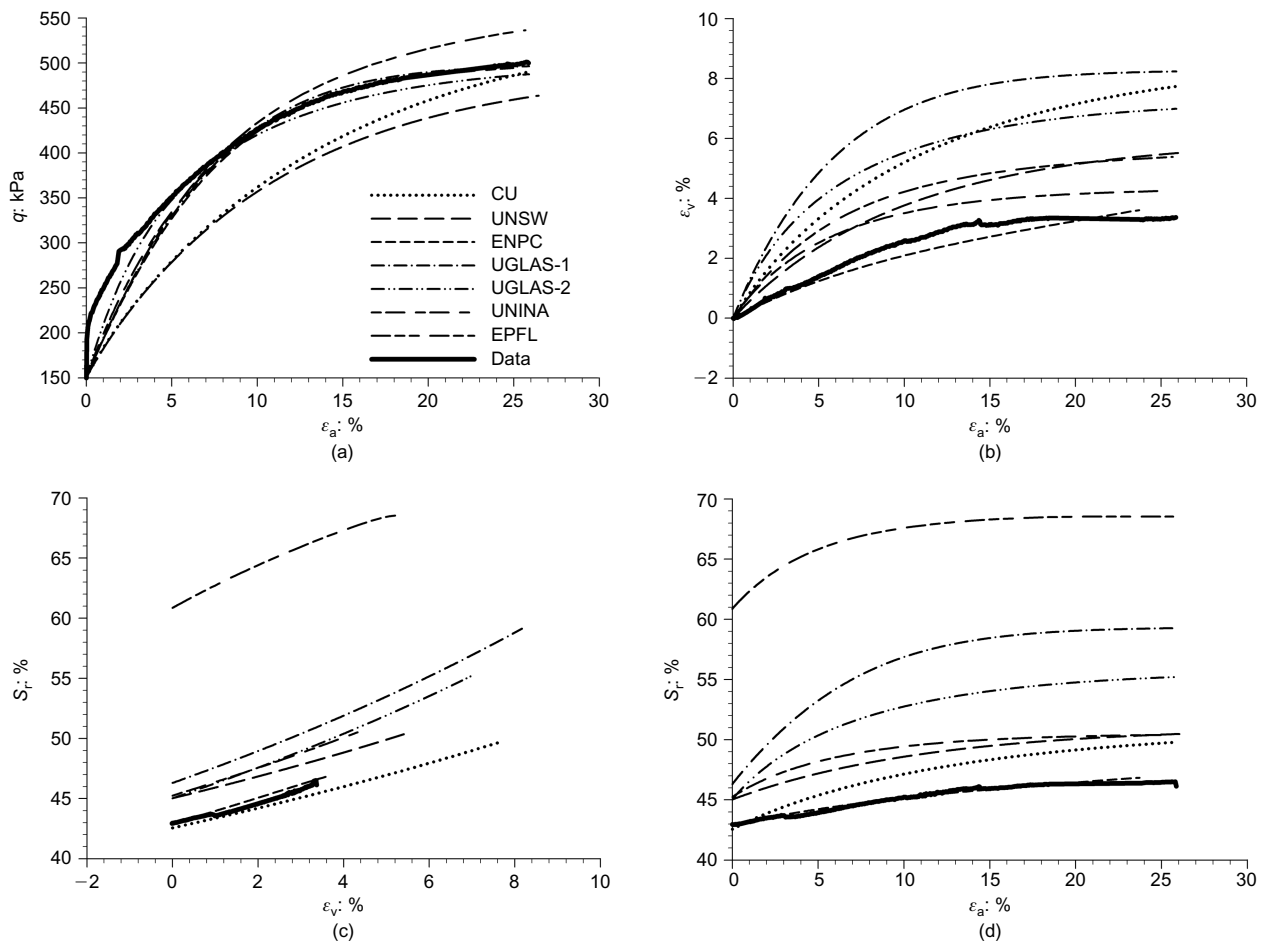 550
500
450
400
350
300
250
200
150
q: kPa
0 5 10 15 20 25 30
εa: %
(a)
CU
UNSW
ENPC
UGLAS-1
UGLAS-2
UNINA
EPFL
Data
10
8
6
4
2
0
−2
εv: %
0 5 10 15 20 25 30
εa: %
(b)
70
65
60
55
50
45
40
Sr: %
−2 0 2 4 6 8 10
εv: %
(c)
70
65
60
55
50
45
40
Sr: %
0 5 10 15 20 25 30
εa: %
(d)